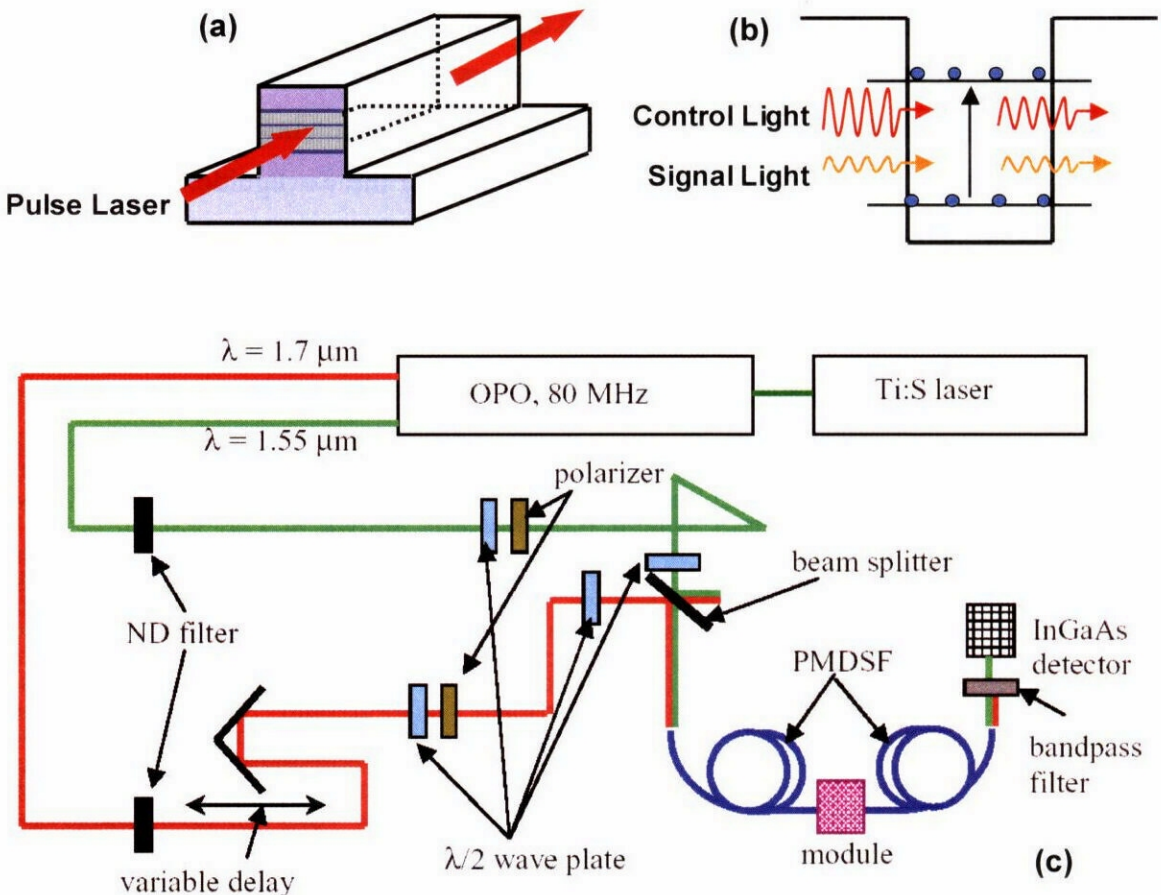 (a)
Pulse Laser
(b)
Control Light
Signal Light
λ = 1.7 μm
OPO, 80 MHz
Ti:S laser
λ = 1.55 μm
polarizer
beam splitter
ND filter
PMDSF
InGaAs
detector
bandpass
filter
variable delay
λ/2 wave plate
module
(c)